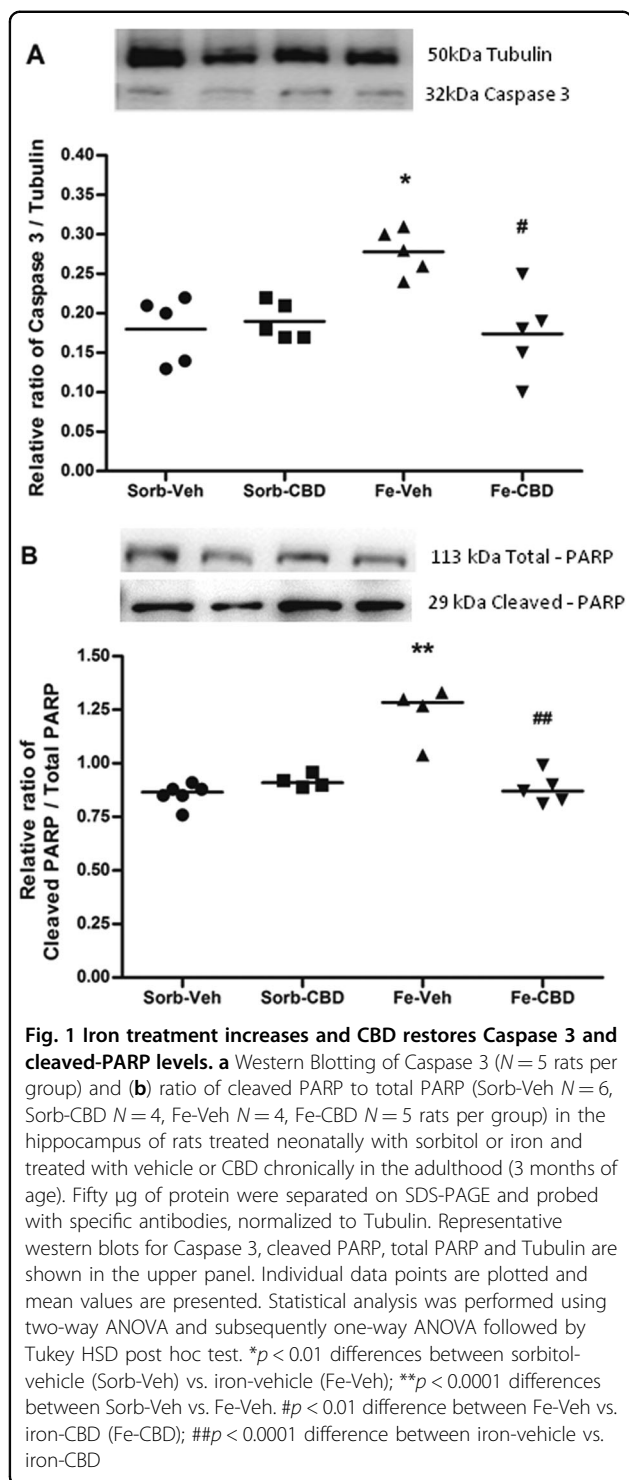 A
50kDa Tubulin
32kDa Caspase 3
Relative ratio of Caspase 3 / Tubulin
0.40
0.35
0.30
0.25
0.20
0.15
0.10
0.05
0.00
*
#
Sorb-Veh Sorb-CBD Fe-Veh Fe-CBD
B
113 kDa Total - PARP
29 kDa Cleaved - PARP
Relative ratio of
Cleaved PARP / Total PARP
1.50
1.25
1.00
0.75
0.50
0.25
0.00
**
##
Sorb-Veh Sorb-CBD Fe-Veh Fe-CBD
Fig. 1 Iron treatment increases and CBD restores Caspase 3 and
cleaved-PARP levels. a Western Blotting of Caspase 3 (N = 5 rats per
group) and (b) ratio of cleaved PARP to total PARP (Sorb-Veh N = 6,
Sorb-CBD N = 4, Fe-Veh N = 4, Fe-CBD N = 5 rats per group) in the
hippocampus of rats treated neonatally with sorbitol or iron and
treated with vehicle or CBD chronically in the adulthood (3 months of
age). Fifty µg of protein were separated on SDS-PAGE and probed
with specific antibodies, normalized to Tubulin. Representative
western blots for Caspase 3, cleaved PARP, total PARP and Tubulin are
shown in the upper panel. Individual data points are plotted and
mean values are presented. Statistical analysis was performed using
two-way ANOVA and subsequently one-way ANOVA followed by
Tukey HSD post hoc test. *p < 0.01 differences between sorbitol-
vehicle (Sorb-Veh) vs. iron-vehicle (Fe-Veh); **p < 0.0001 differences
between Sorb-Veh vs. Fe-Veh. #p < 0.01 difference between Fe-Veh vs.
iron-CBD (Fe-CBD); ##p < 0.0001 difference between iron-vehicle vs.
iron-CBD